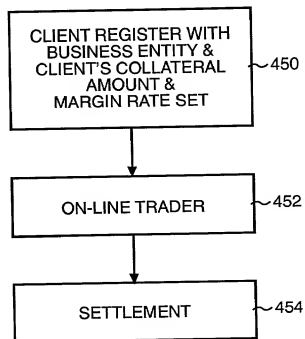 CLIENT REGISTER WITH
BUSINESS ENTITY &
CLIENT'S COLLATERAL
AMOUNT &
MARGIN RATE SET
450
ON-LINE TRADER
452
SETTLEMENT
454